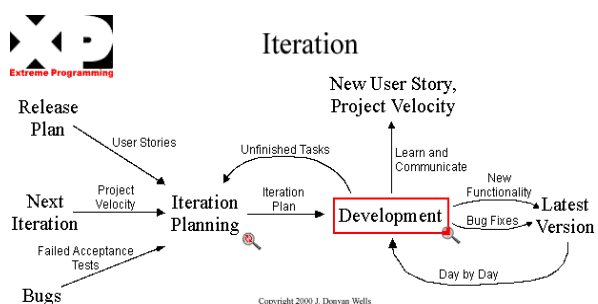 XP
Extreme Programming
Iteration
New User Story,
Project Velocity
Release
Plan
User Stories
Unfinished Tasks
Learn and
Communicate
New
Functionality
Next
Iteration
Project
Velocity
Iteration
Planning
Iteration
Plan
Development
Bug Fixes
Latest
Version
Failed Acceptance
Tests
Day by Day
Bugs
Copyright 2000 J. Donvan Wells